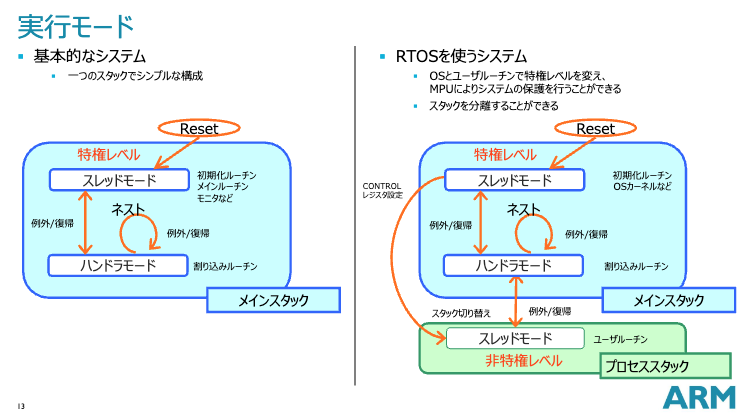 実行モード
基本的なシステム
一つのスタックでシンプルな構成
Reset
特権レベル
スレッドモード
初期化ルーチン
メインルーチン
モニタなど
ネスト
例外/復帰
例外/復帰
ハンドラモード
割り込みルーチン
メインスタック
RTOSを使うシステム
OSとユーザルーチンで特権レベルを変え、
MPUによりシステムの保護を行うことができる
スタックを分離することができる
Reset
特権レベル
CONTROL
レジスタ設定
スレッドモード
初期化ルーチン
OSカーネルなど
ネスト
例外/復帰
例外/復帰
ハンドラモード
割り込みルーチン
メインスタック
スタック切り替え
例外/復帰
スレッドモード
ユーザルーチン
非特権レベル
プロセススタック
13
ARM